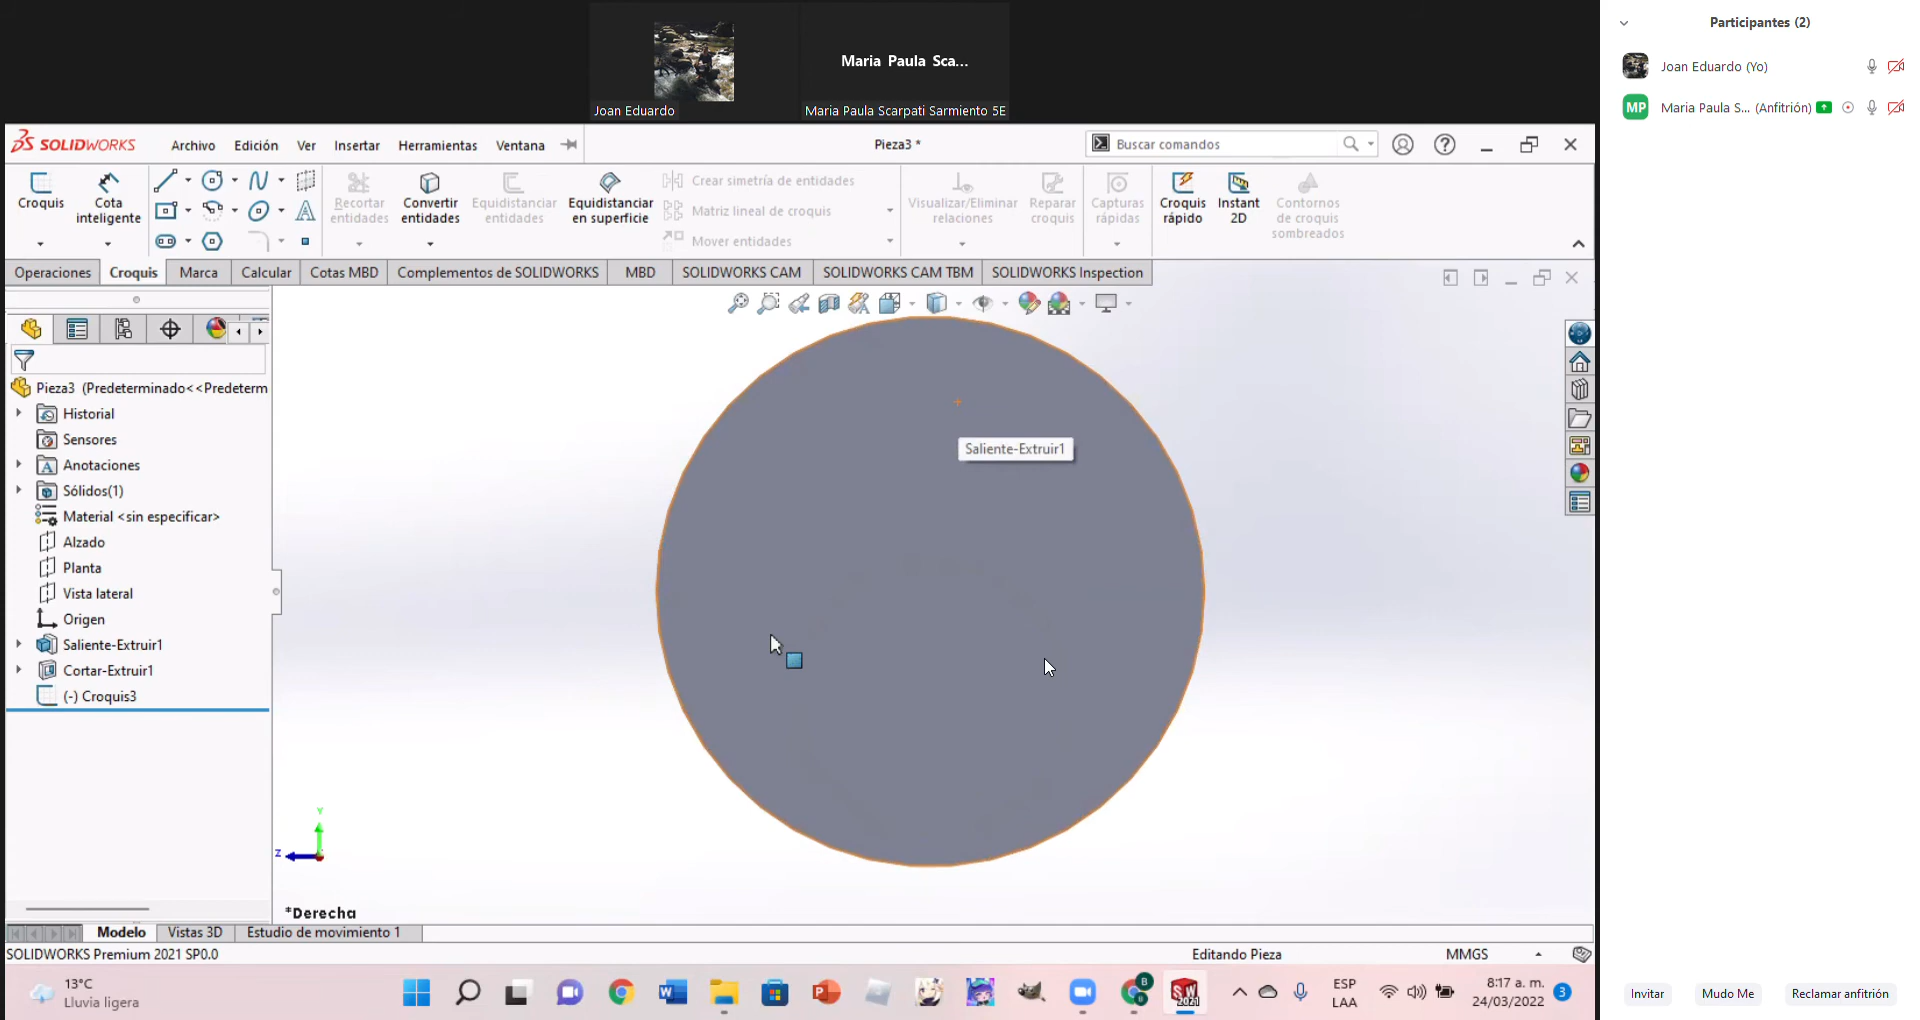 Maria Paula Sca...
Joan Eduardo
Maria Paula Scarpati Sarmiento 5E
Participantes (2)
Joan Eduardo (Yo)
MP
Maria Paula S... (Anfitrión)
SOLIDWORKS
Archivo
Edición
Ver
Insertar
Herramientas
Ventana
Pieza3 *
Buscar comandos
Croquis
Cota
inteligente
Recortar
entidades
Convertir
entidades
Equidistanciar
entidades
Equidistanciar
en superficie
Crear simetría de entidades
Matriz lineal de croquis
Mover entidades
Visualizar/Eliminar
relaciones
Reparar
croquis
Capturas
rápidas
Croquis
rápido
Instant
2D
Contornos
de croquis
sombreados
Operaciones
Croquis
Marca
Calcular
Cotas MBD
Complementos de SOLIDWORKS
MBD
SOLIDWORKS CAM
SOLIDWORKS CAM TBM
SOLIDWORKS Inspection
Pieza3 (Predeterminado<<Predeterm
Historial
Sensores
Anotaciones
Sólidos(1)
Material <sin especificar>
Alzado
Planta
Vista lateral
Origen
Saliente-Extruir1
Cortar-Extruir1
(-) Croquis3
Saliente-Extruir1
Y
Z
*Derecha
Modelo
Vistas 3D
Estudio de movimiento 1
SOLIDWORKS Premium 2021 SP0.0
Editando Pieza
MMGS
13°C
Lluvia ligera
ESP
LAA
8:17 a. m.
24/03/2022
3
Invitar
Mudo Me
Reclamar anfitrión